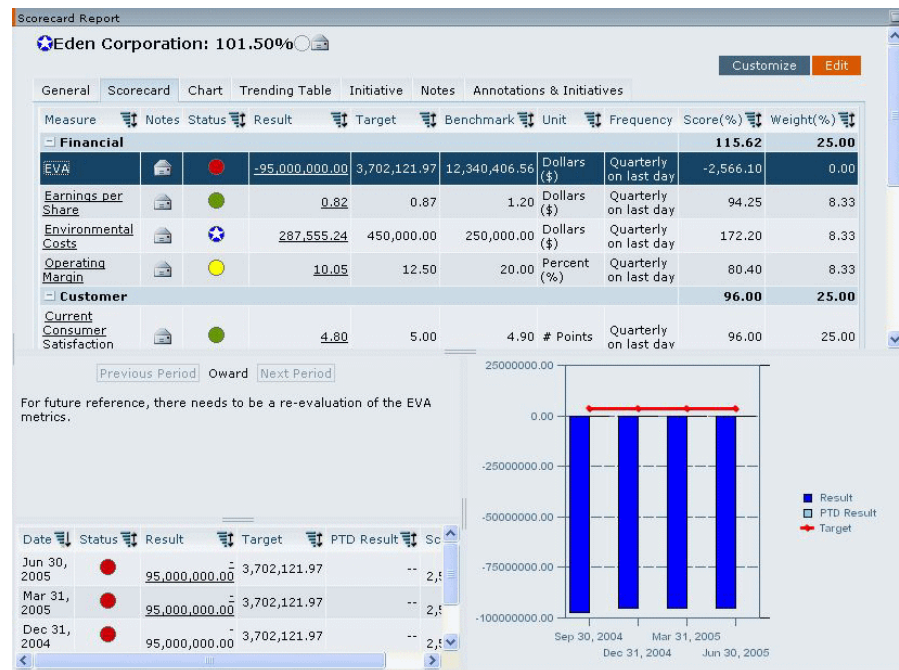 Scorecard Report
Eden Corporation: 101.50%
Customize Edit
General Scorecard Chart Trending Table Initiative Notes Annotations & Initiatives
Measure Notes Status Result Target Benchmark Unit Frequency Score(%) Weight(%)
Financial 115.62 25.00
EVA -95,000,000.00 3,702,121.97 12,340,406.56 Dollars ($) Quarterly on last day -2,566.10 0.00
Earnings per Share 0.82 0.87 1.20 Dollars ($) Quarterly on last day 94.25 8.33
Environmental Costs 287,555.24 450,000.00 250,000.00 Dollars ($) Quarterly on last day 172.20 8.33
Operating Margin 10.05 12.50 20.00 Percent (%) Quarterly on last day 80.40 8.33
Customer 96.00 25.00
Current Consumer Satisfaction 4.80 5.00 4.90 # Points Quarterly on last day 96.00 25.00
Previous Period Oward Next Period
For future reference, there needs to be a re-evaluation of the EVA
metrics.
Date Status Result Target PTD Result Sc
Jun 30, 2005 -95,000,000.00 3,702,121.97 -- 2,5
Mar 31, 2005 -95,000,000.00 3,702,121.97 -- 2,5
Dec 31, 2004 -95,000,000.00 3,702,121.97 -- 2,5
25000000.00
0.00
-25000000.00
-50000000.00
-75000000.00
-100000000.00
Sep 30, 2004 Mar 31, 2005
Dec 31, 2004 Jun 30, 2005
Result
PTD Result
Target